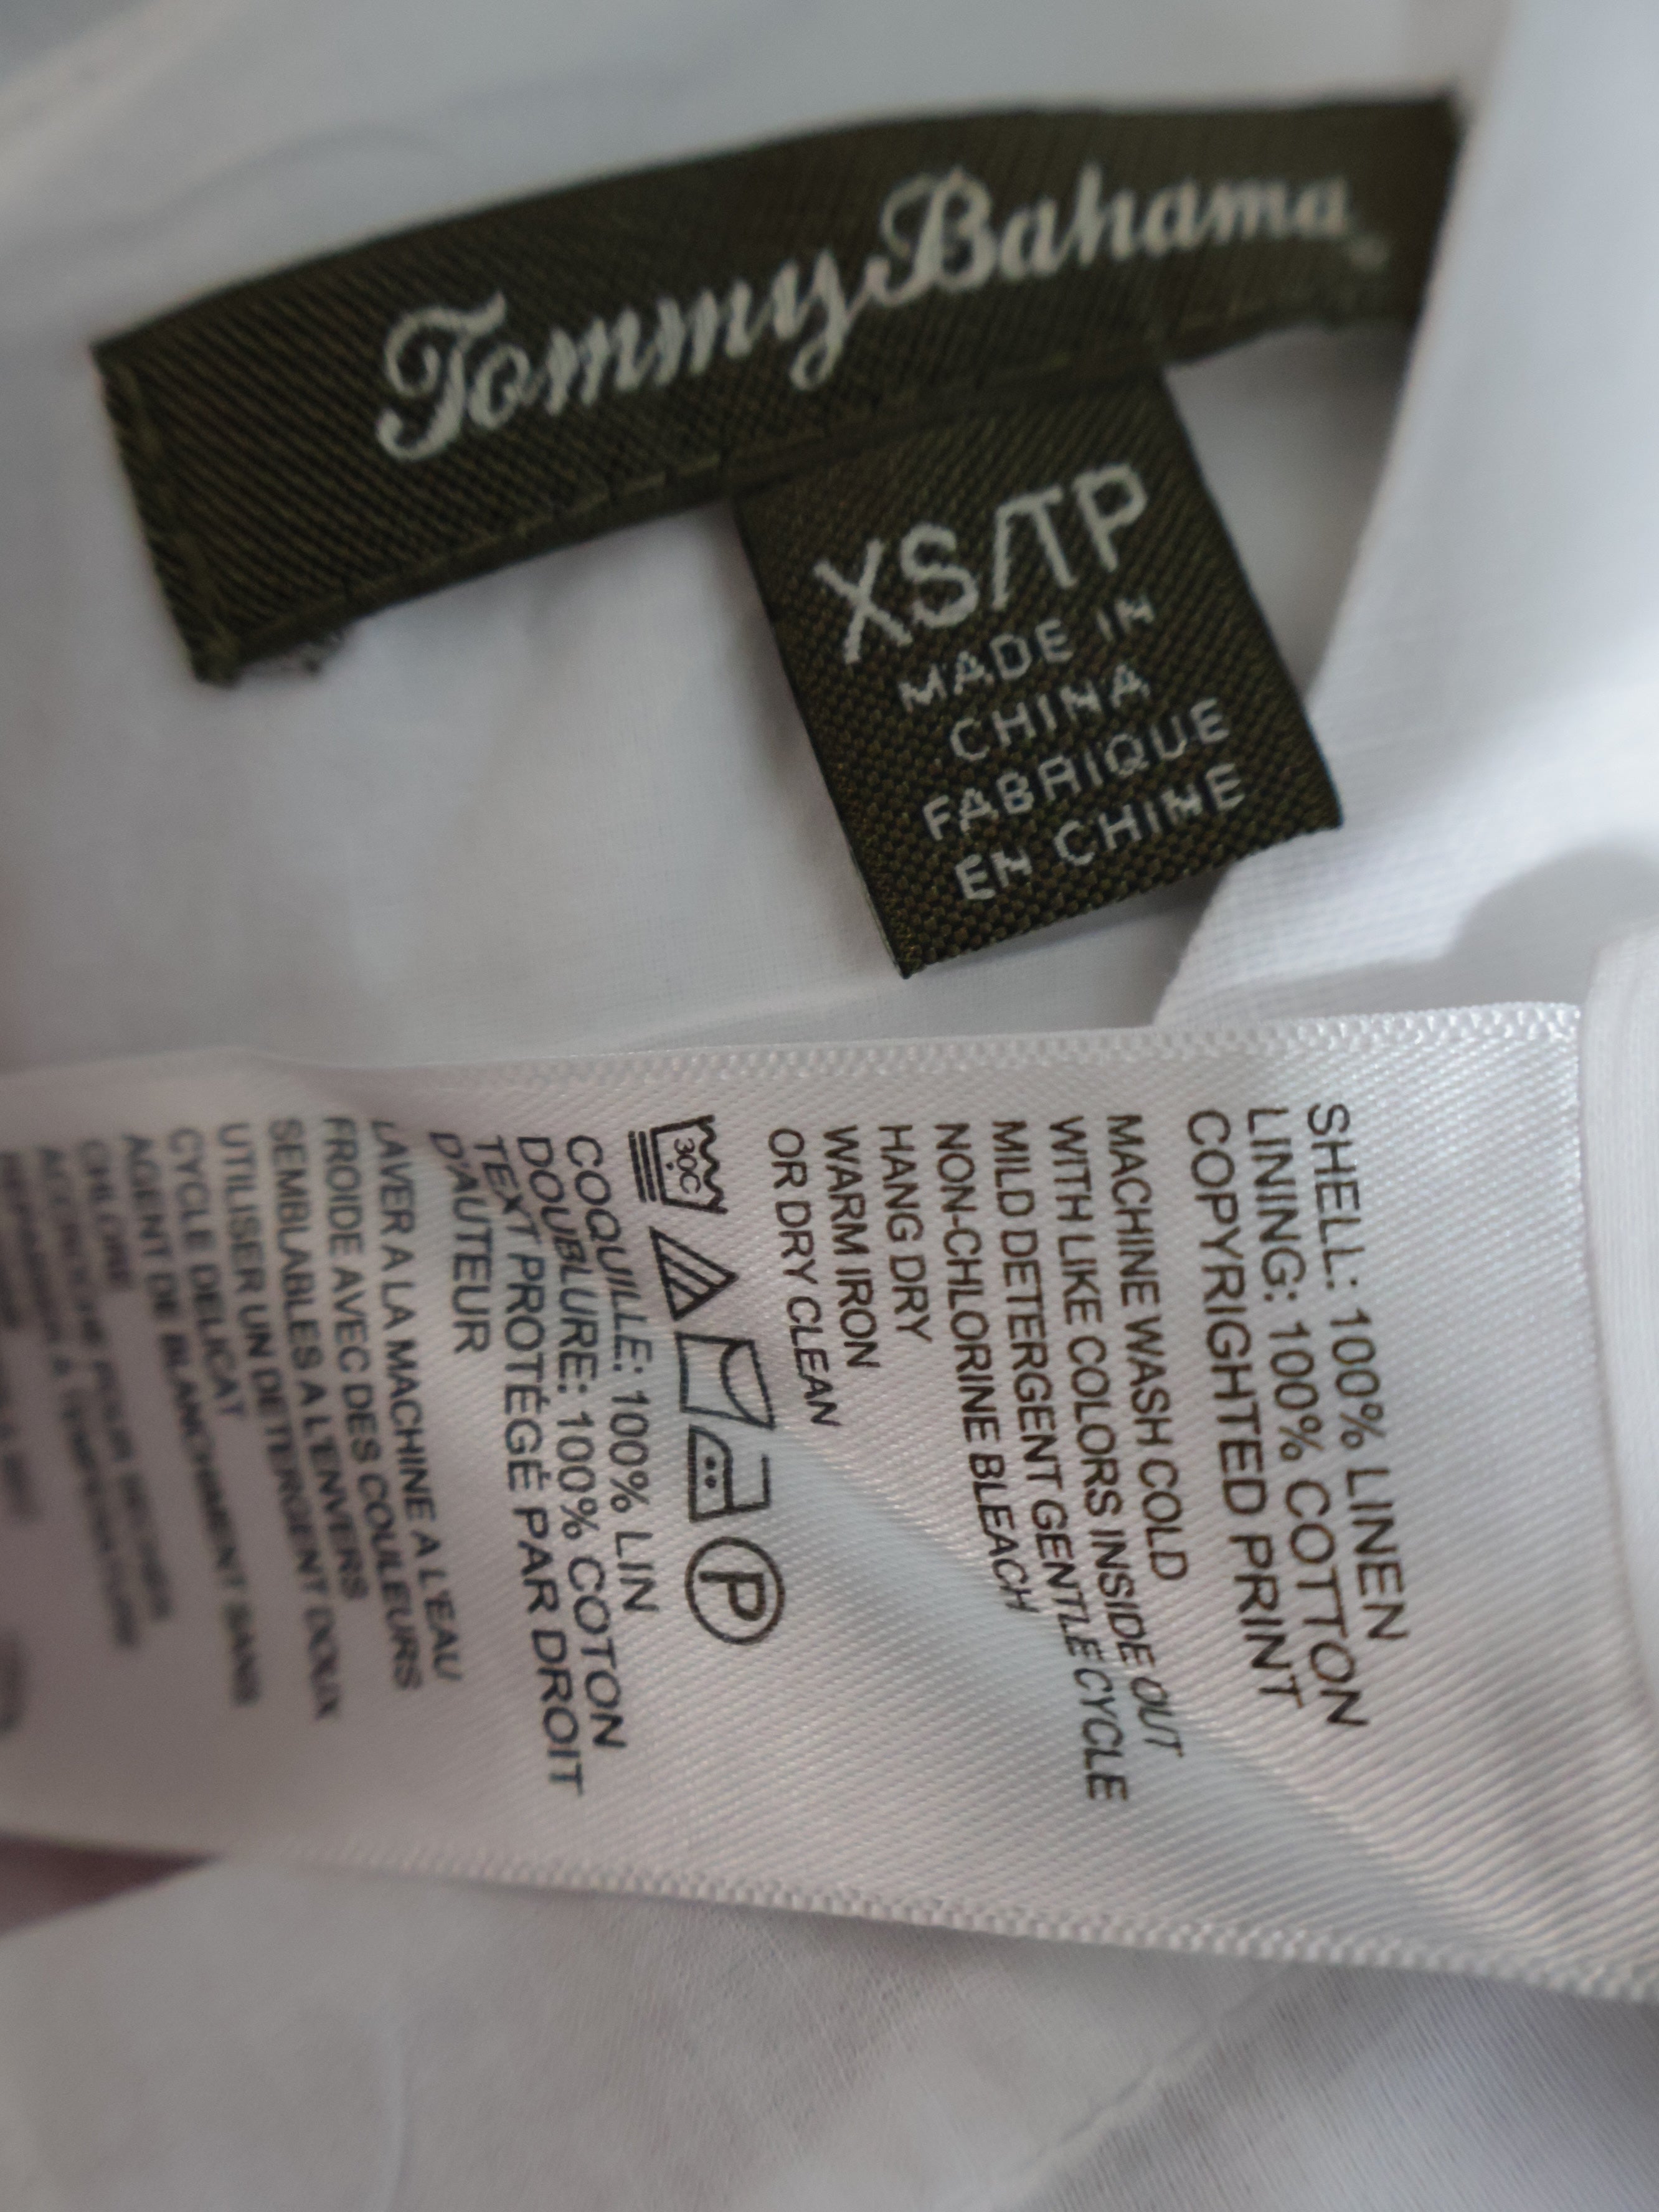 Tommy Bahama
XS/TP
MADE IN
CHINA
FABRIQUE
EN CHINE
SHELL: 100% LINEN
LINING: 100% COTTON
COPYRIGHTED PRINT
MACHINE WASH COLD
WITH LIKE COLORS INSIDE OUT
MILD DETERGENT GENTLE CYCLE
NON-CHLORINE BLEACH
HANG DRY
WARM IRON
OR DRY CLEAN
30C
P
COQUILLE: 100% LIN
DOUBLURE: 100% COTON
TEXT PROTÉGÉ PAR DROIT
D'AUTEUR
LAVER A LA MACHINE A L'EAU
FROIDE AVEC DES COULEURS
SEMBLABLES A L'ENVERS
UTILISER UN DETERGENT DOUX
CYCLE DELICAT
AGENT DE BLANCHIMENT SANS
CHLORE